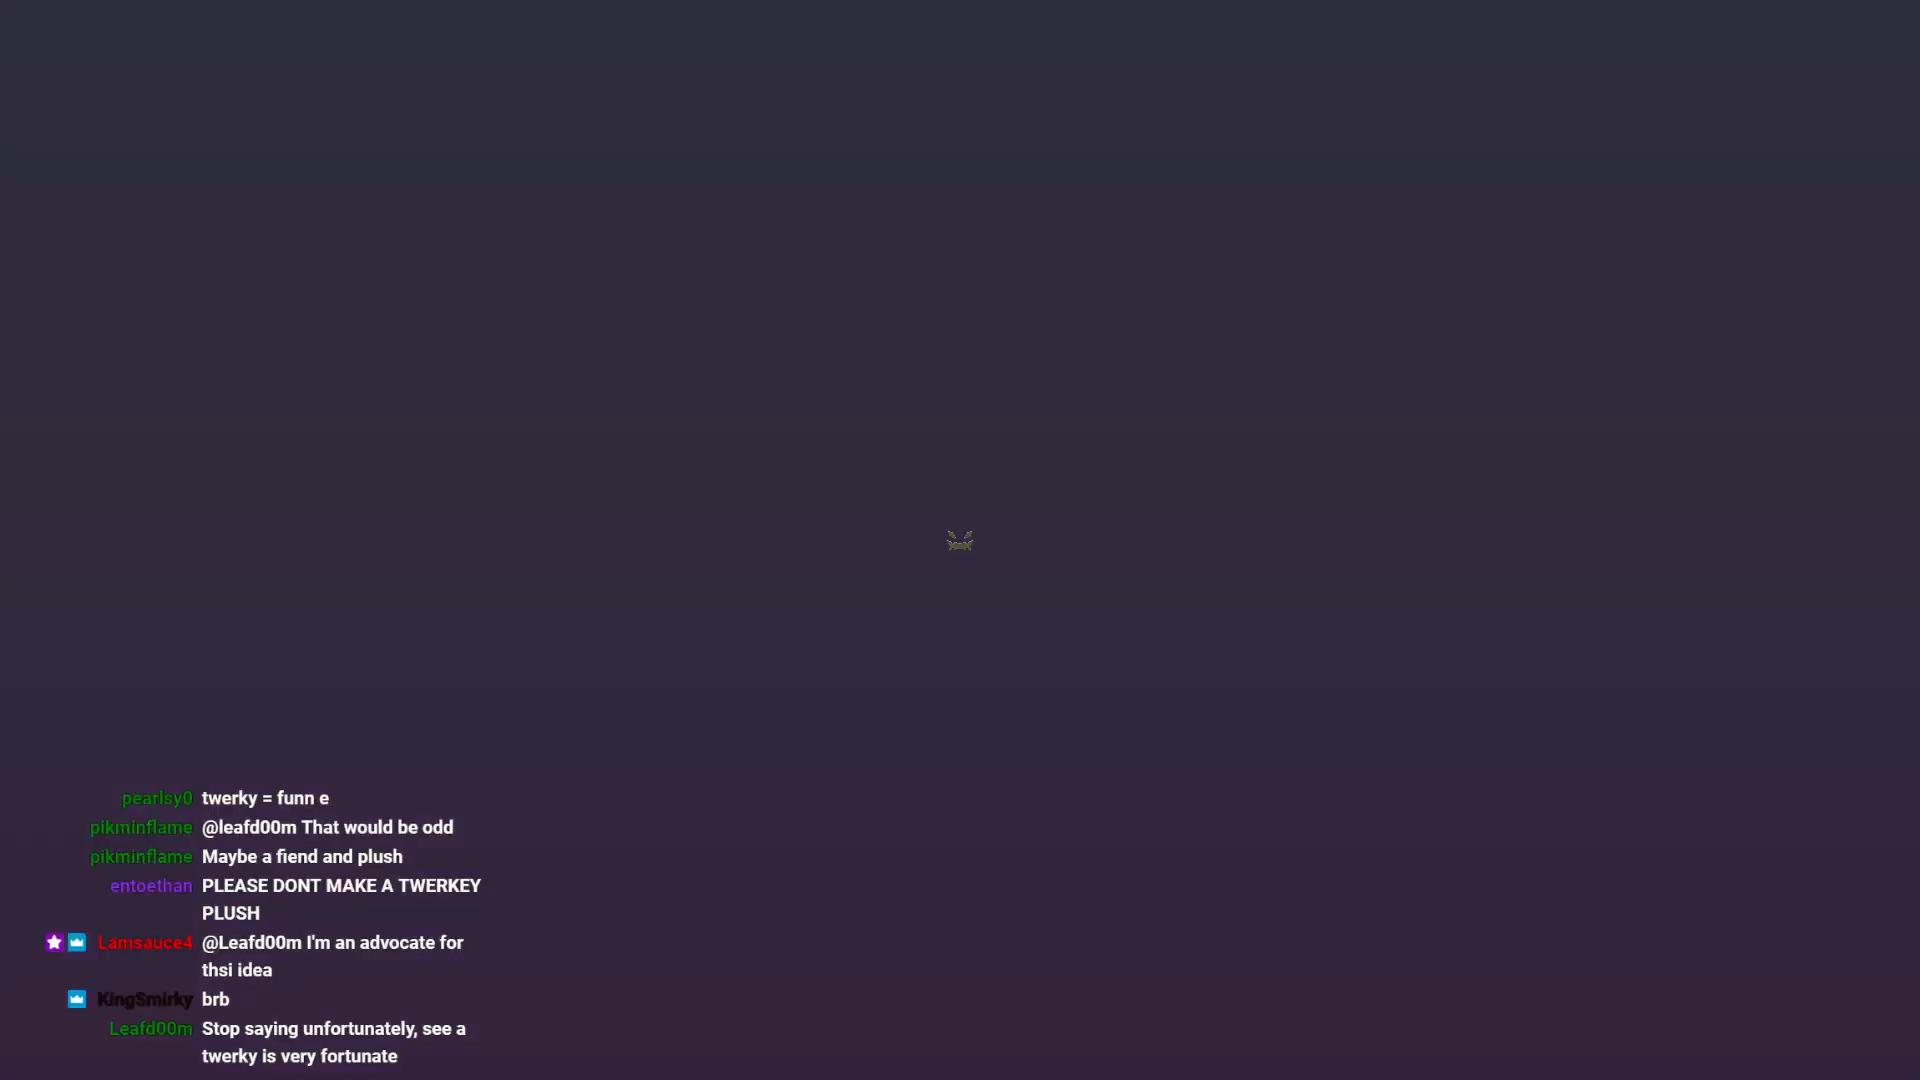 pearlsy0 twerky = funn e
pikminflame @leafd00m That would be odd
pikminflame Maybe a fiend and plush
entoethan PLEASE DONT MAKE A TWERKEY
PLUSH
Lamsauce4 @Leafd00m I'm an advocate for
thsi idea
KingSmirky brb
Leafd00m Stop saying unfortunately, see a
twerky is very fortunate